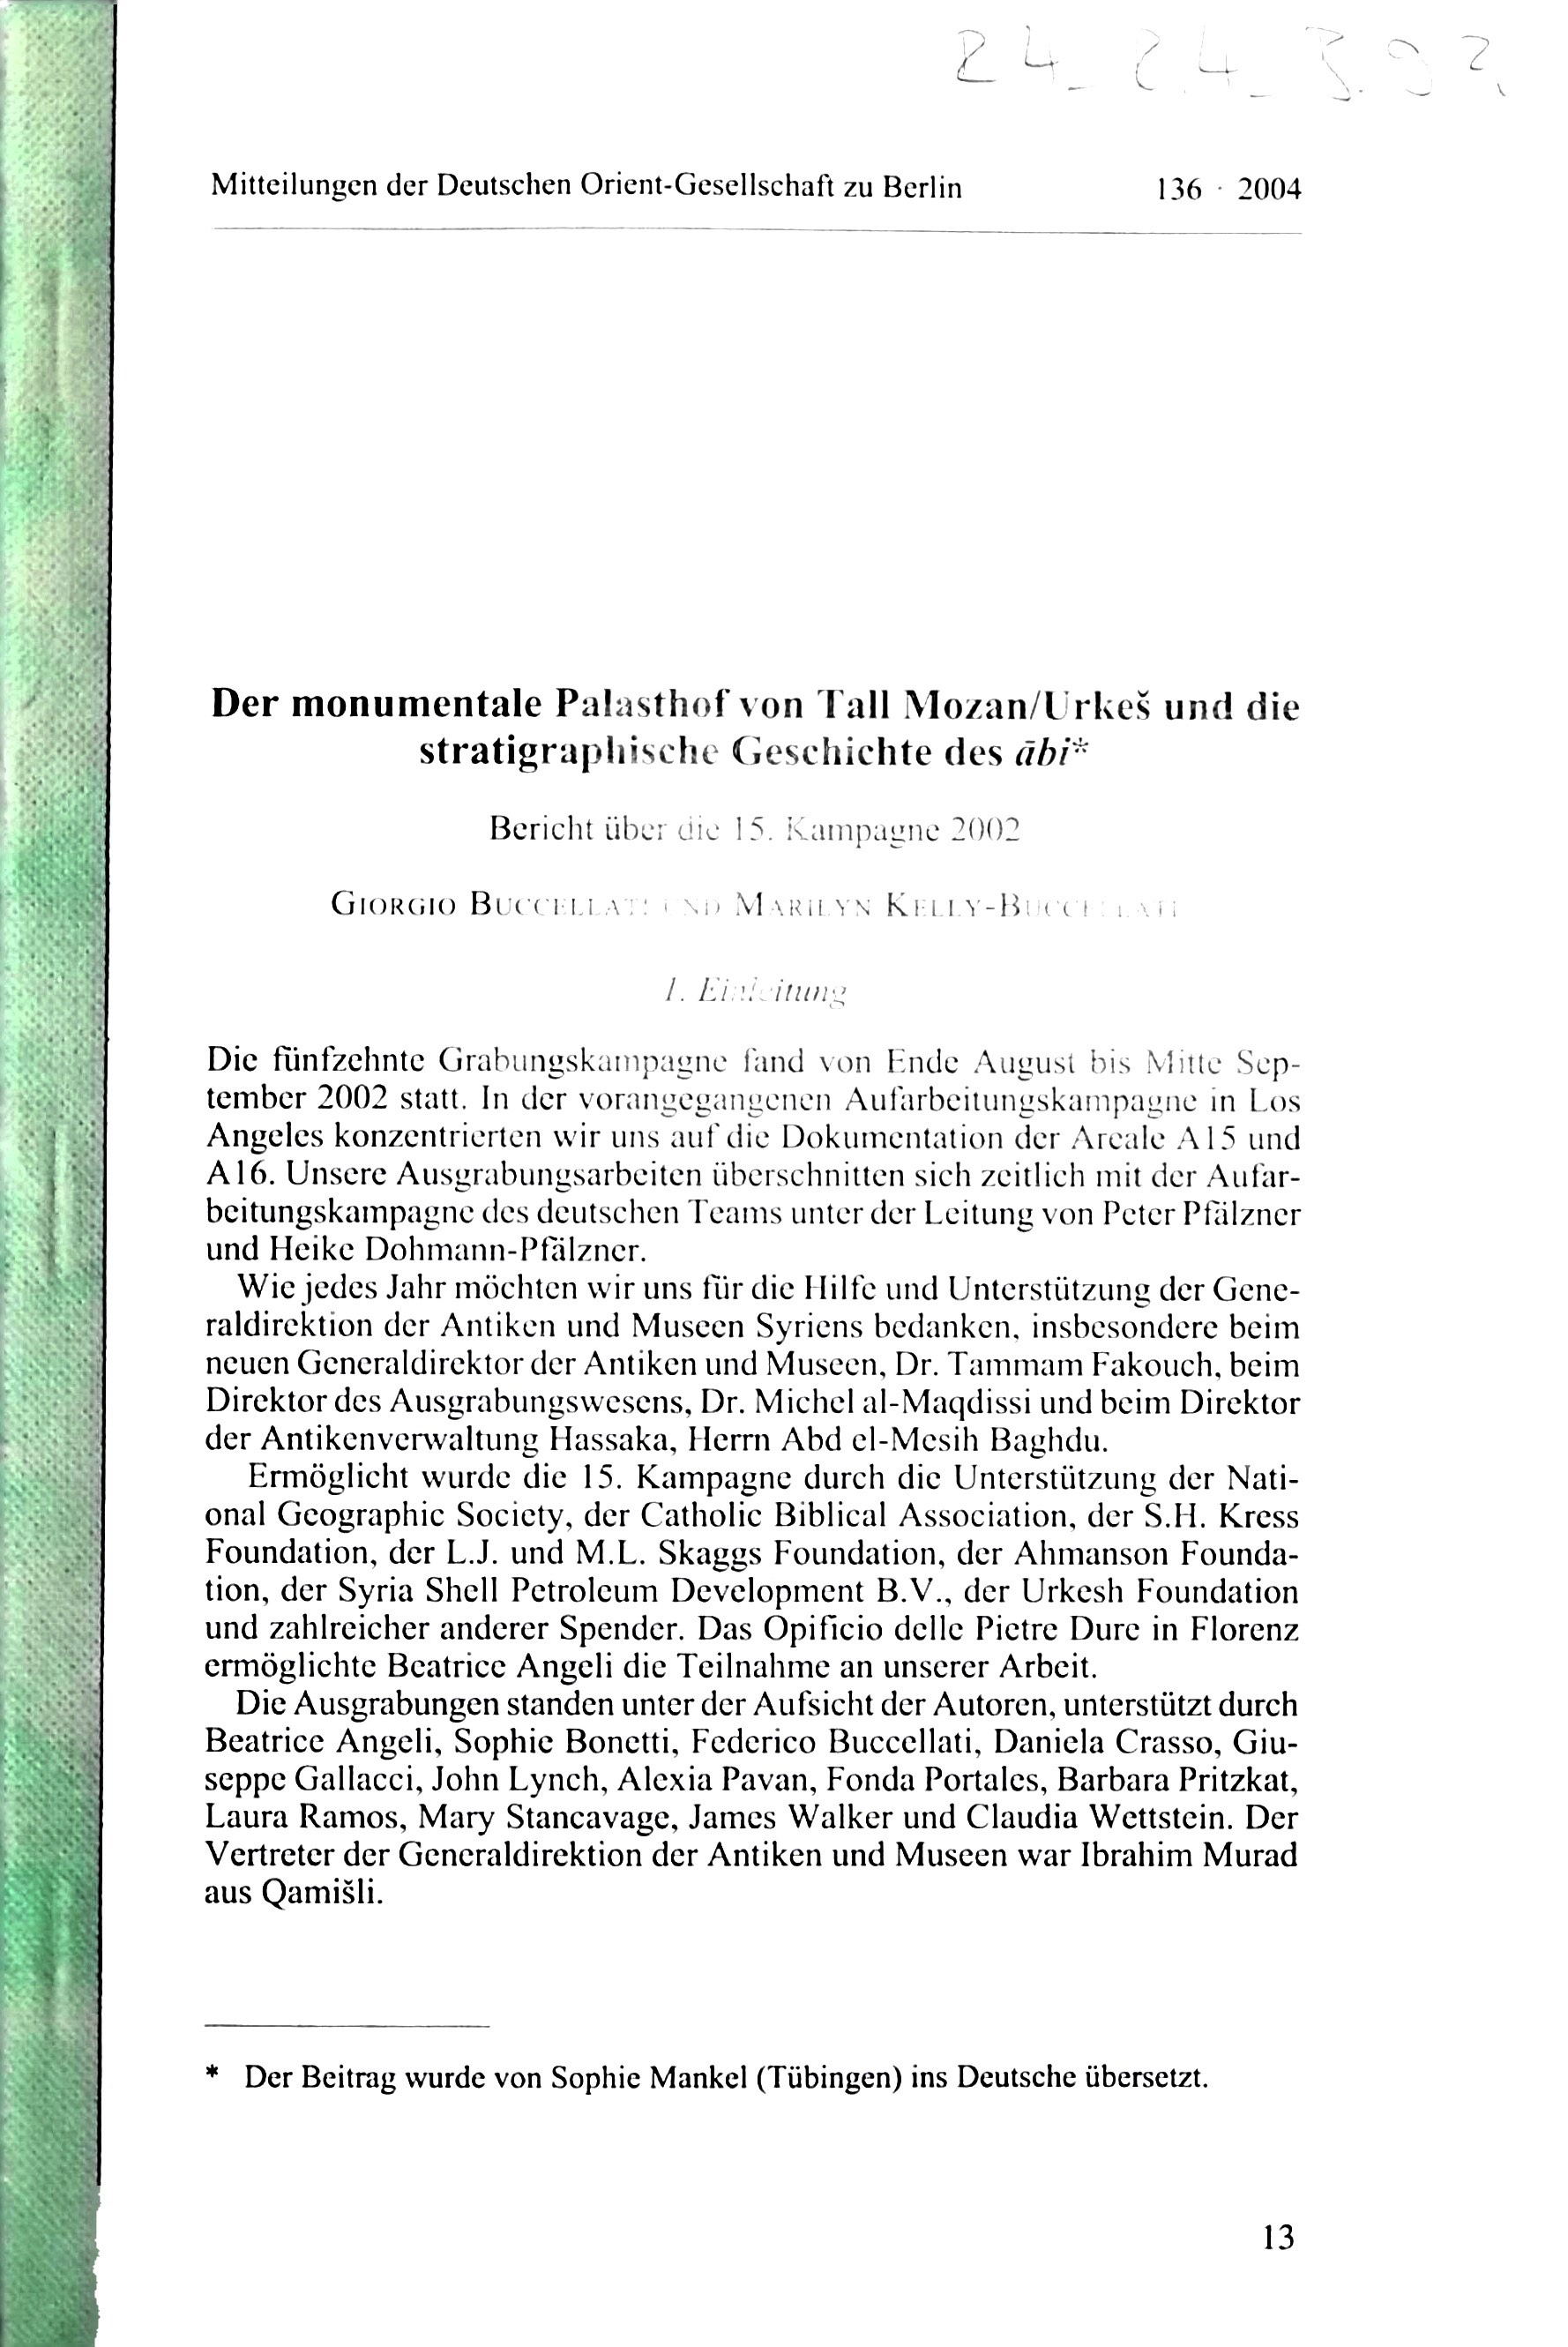 Mitteilungen der Deutschen Orient-Gesellschaft zu Berlin 136 · 2004
Der monumentale Palasthof von Tall Mozan/Urkeš und die
stratigraphische Geschichte des ābi*
Bericht über die 15. Kampagne 2002
GIORGIO BUCCELLATI UND MARILYN KELLY-BUCCELLATI
1. Einleitung
Die fünfzehnte Grabungskampagne fand von Ende August bis Mitte Sep-
tember 2002 statt. In der vorangegangenen Aufarbeitungskampagne in Los
Angeles konzentrierten wir uns auf die Dokumentation der Areale A15 und
A16. Unsere Ausgrabungsarbeiten überschnitten sich zeitlich mit der Aufar-
beitungskampagne des deutschen Teams unter der Leitung von Peter Pfälzner
und Heike Dohmann-Pfälzner.
Wie jedes Jahr möchten wir uns für die Hilfe und Unterstützung der Gene-
raldirektion der Antiken und Museen Syriens bedanken, insbesondere beim
neuen Generaldirektor der Antiken und Museen, Dr. Tammam Fakouch, beim
Direktor des Ausgrabungswesens, Dr. Michel al-Maqdissi und beim Direktor
der Antikenverwaltung Hassaka, Herrn Abd el-Mesih Baghdu.
Ermöglicht wurde die 15. Kampagne durch die Unterstützung der Nati-
onal Geographic Society, der Catholic Biblical Association, der S.H. Kress
Foundation, der L.J. und M.L. Skaggs Foundation, der Ahmanson Founda-
tion, der Syria Shell Petroleum Development B.V., der Urkesh Foundation
und zahlreicher anderer Spender. Das Opificio delle Pietre Dure in Florenz
ermöglichte Beatrice Angeli die Teilnahme an unserer Arbeit.
Die Ausgrabungen standen unter der Aufsicht der Autoren, unterstützt durch
Beatrice Angeli, Sophie Bonetti, Federico Buccellati, Daniela Crasso, Giu-
seppe Gallacci, John Lynch, Alexia Pavan, Fonda Portales, Barbara Pritzkat,
Laura Ramos, Mary Stancavage, James Walker und Claudia Wettstein. Der
Vertreter der Generaldirektion der Antiken und Museen war Ibrahim Murad
aus Qamišli.
* Der Beitrag wurde von Sophie Mankel (Tübingen) ins Deutsche übersetzt.
13